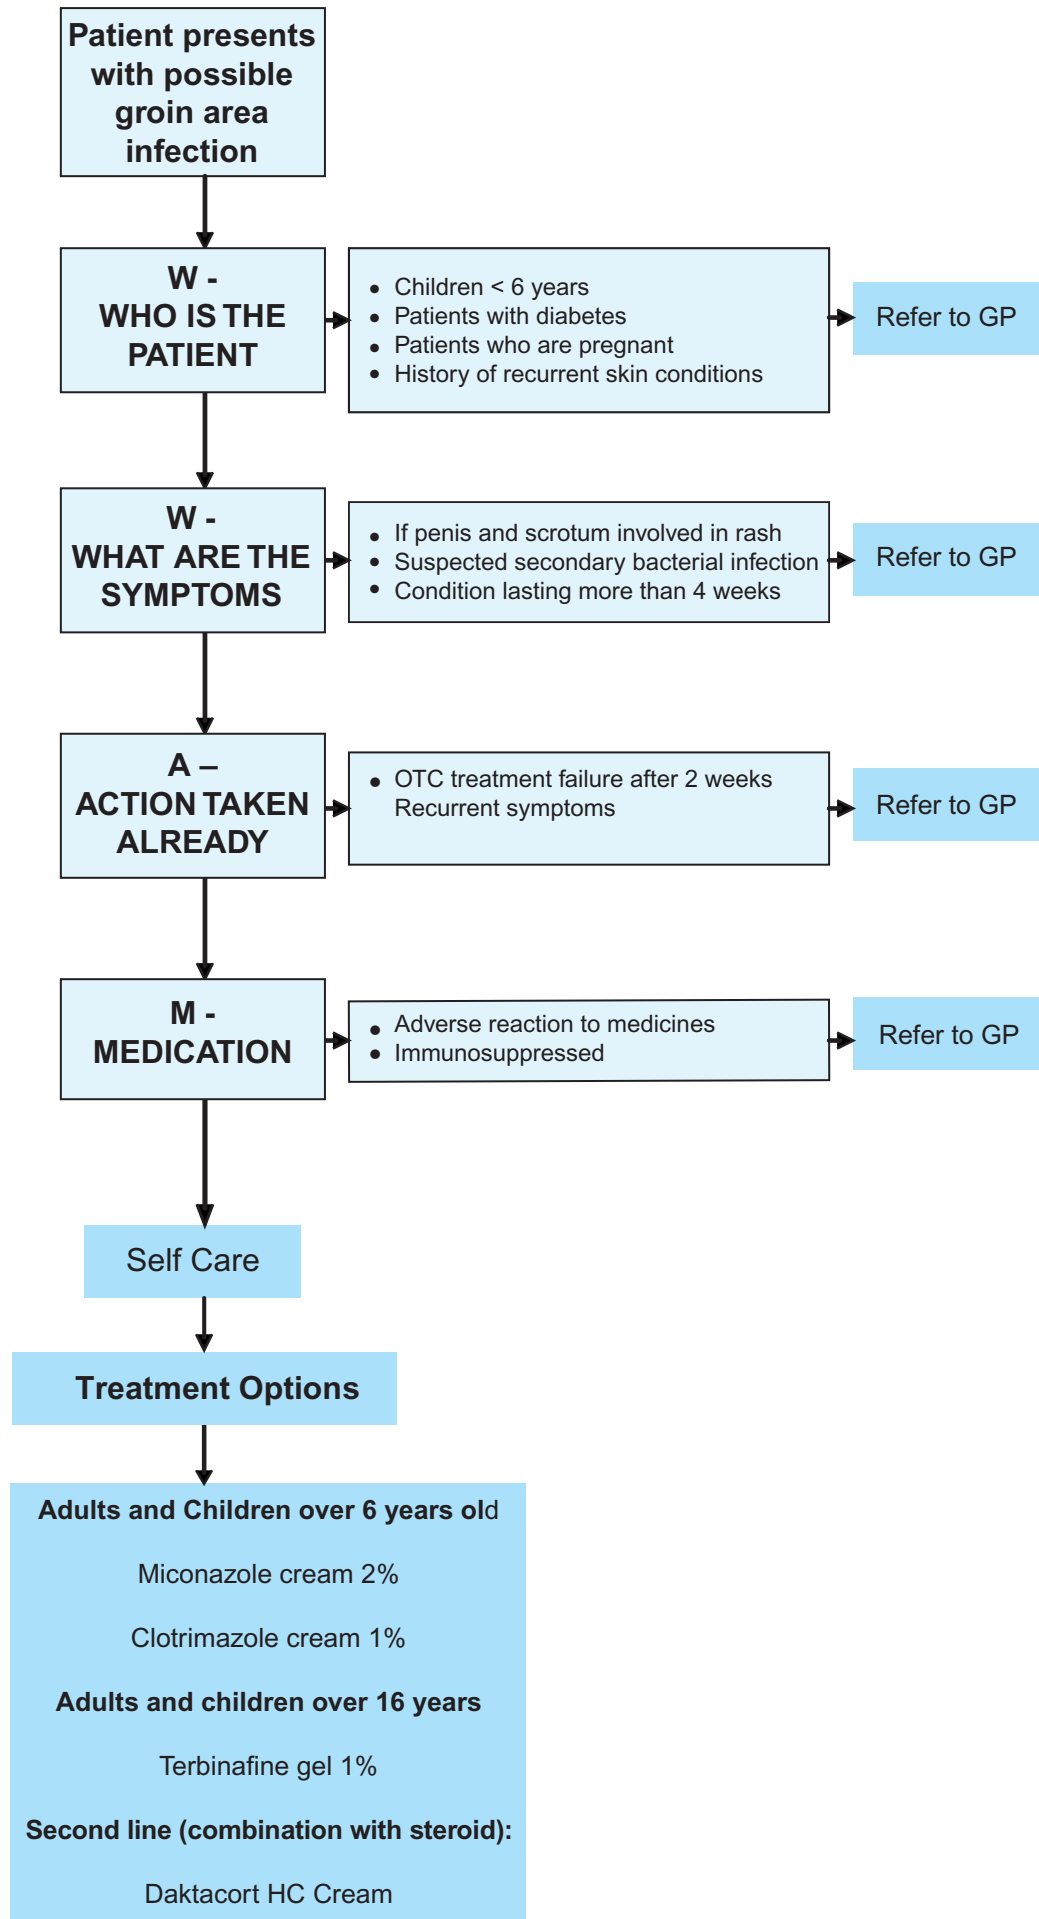 Patient presents
with possible
groin area
infection
W -
WHO IS THE
PATIENT
• Children < 6 years
• Patients with diabetes
• Patients who are pregnant
• History of recurrent skin conditions
Refer to GP
W -
WHAT ARE THE
SYMPTOMS
• If penis and scrotum involved in rash
• Suspected secondary bacterial infection
• Condition lasting more than 4 weeks
Refer to GP
A –
ACTION TAKEN
ALREADY
• OTC treatment failure after 2 weeks
Recurrent symptoms
Refer to GP
M -
MEDICATION
• Adverse reaction to medicines
• Immunosuppressed
Refer to GP
Self Care
Treatment Options
Adults and Children over 6 years old
Miconazole cream 2%
Clotrimazole cream 1%
Adults and children over 16 years
Terbinafine gel 1%
Second line (combination with steroid):
Daktacort HC Cream